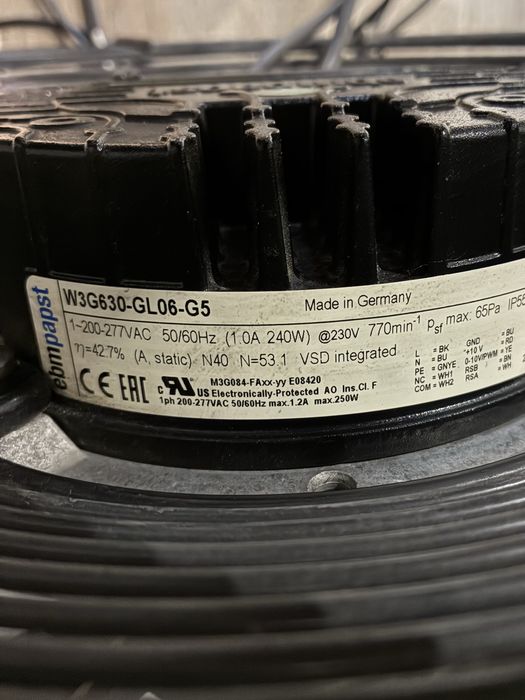 ebmpapst
W3G630-GL06-G5 Made in Germany
1~200-277VAC 50/60Hz (1.0A 240W) @230V 770min-1 Psf max: 65Pa
η=42.7% (A, static) N40 N=53.1 VSD integrated
CE EAC
c RU US
M3G084-FAxx-yy E08420
Electronically-Protected AO Ins.Cl. F
1ph 200-277VAC 50/60Hz max.1.2A max.250W
L = BK GND = BU
N = BU +10 V = RD
PE = GNYE 0-10V/PWM = YE
NC = WH1 RSB = BN
COM = WH2 RSA = WH